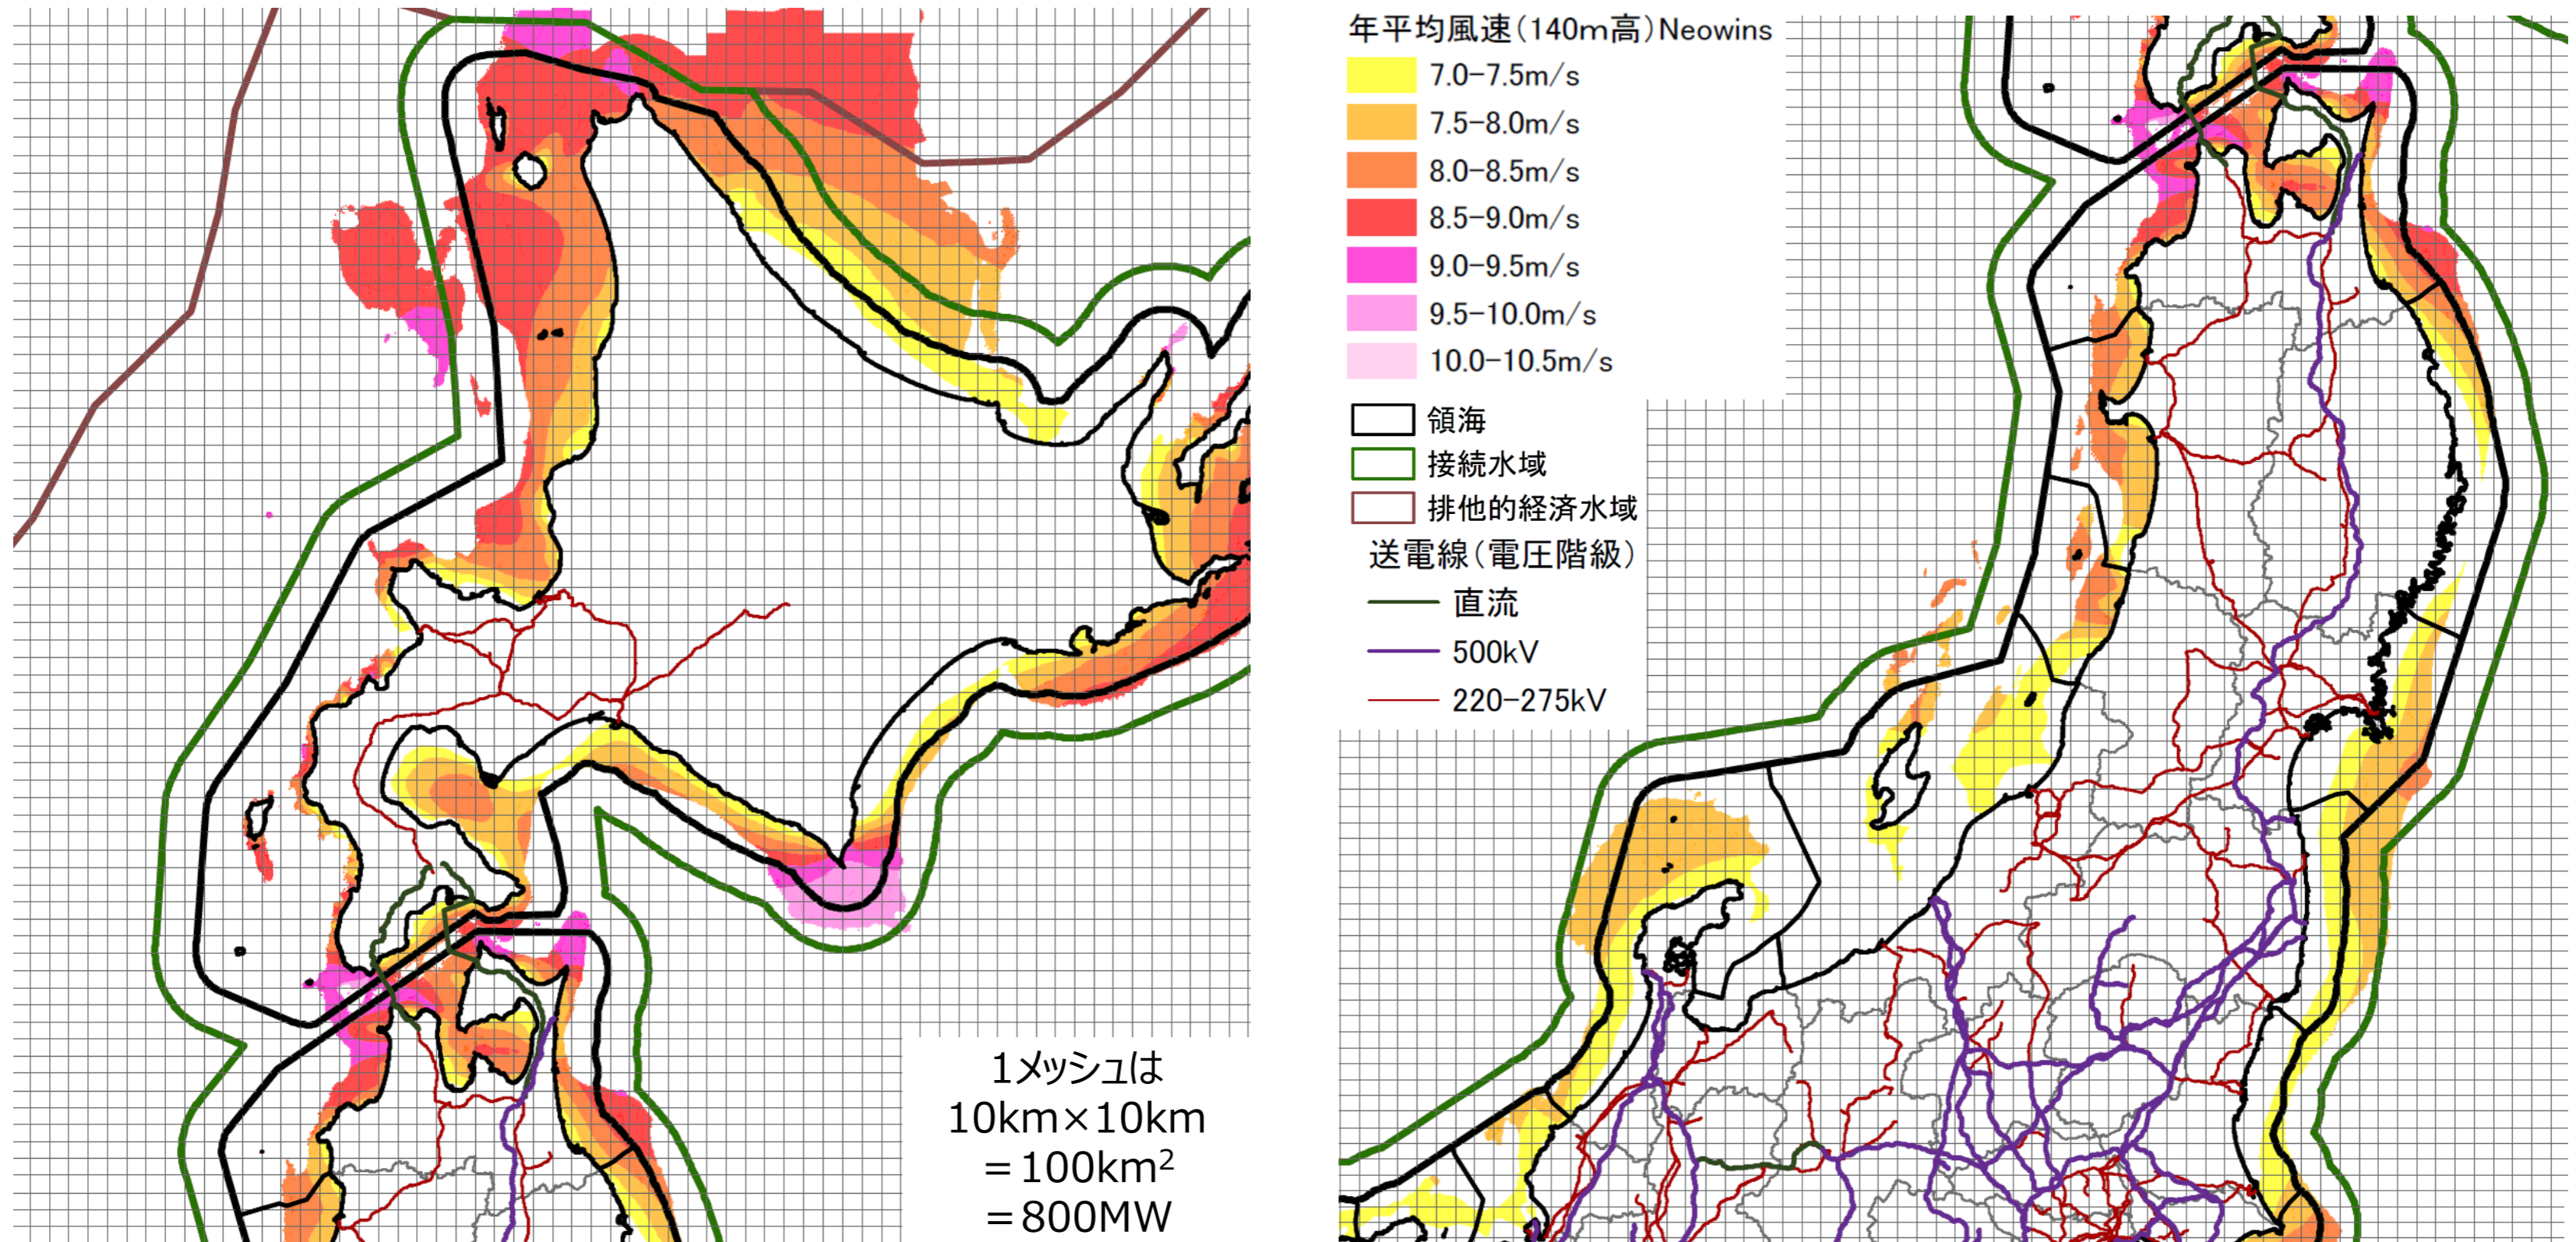 年平均風速(140m高)Neowins
7.0-7.5m/s
7.5-8.0m/s
8.0-8.5m/s
8.5-9.0m/s
9.0-9.5m/s
9.5-10.0m/s
10.0-10.5m/s
領海
接続水域
排他的経済水域
送電線(電圧階級)
直流
500kV
220-275kV
1メッシュは
10km×10km
=100km²
=800MW